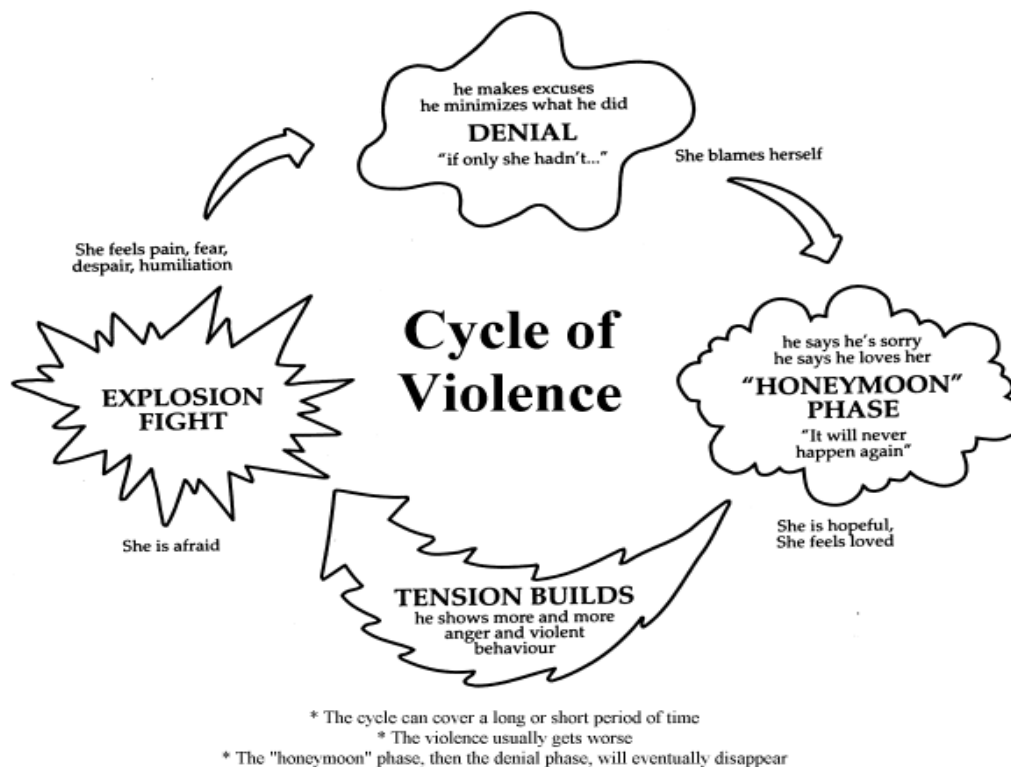 he makes excuses
he minimizes what he did
DENIAL
"if only she hadn't..."
She blames herself
She feels pain, fear,
despair, humiliation
Cycle of
Violence
he says he's sorry
he says he loves her
"HONEYMOON"
PHASE
"It will never
happen again"
She is hopeful,
She feels loved
EXPLOSION
FIGHT
She is afraid
TENSION BUILDS
he shows more and more
anger and violent
behaviour
* The cycle can cover a long or short period of time
* The violence usually gets worse
* The "honeymoon" phase, then the denial phase, will eventually disappear